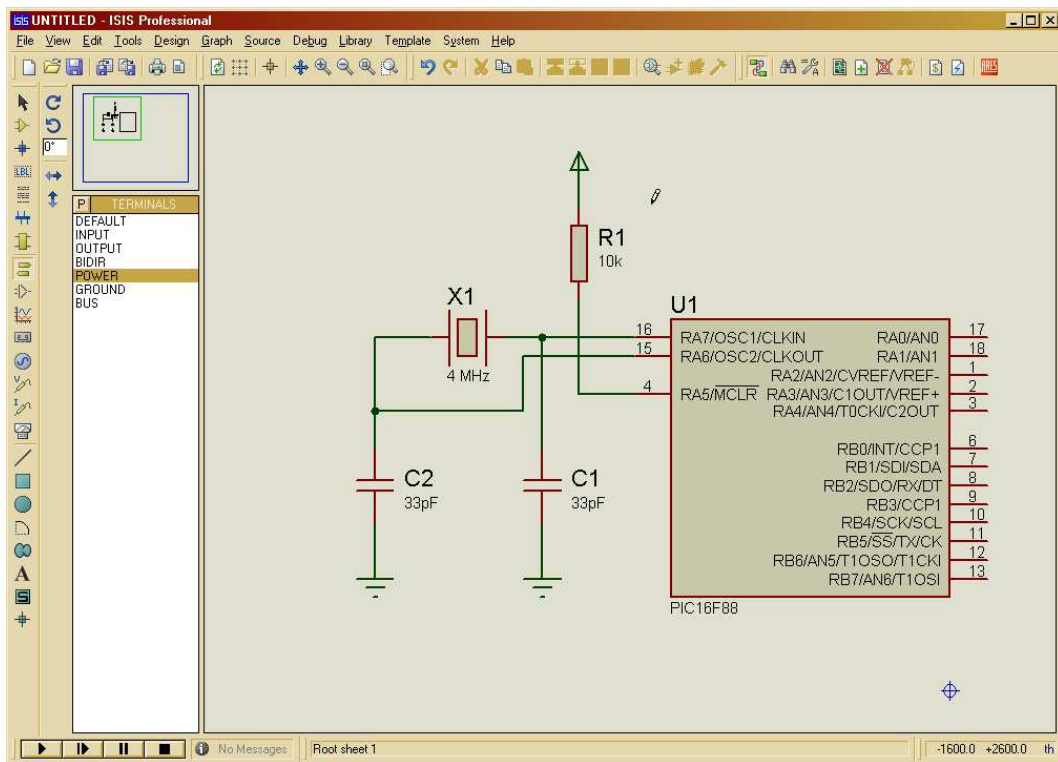 isis UNTITLED - ISIS Professional
File View Edit Tools Design Graph Source Debug Library Template System Help
LBL
0°
P TERMINALS
DEFAULT
INPUT
OUTPUT
BIDIR
POWER
GROUND
BUS
A
S
R1
10k
X1
4 MHz
C2
33pF
C1
33pF
U1
16 RA7/OSC1/CLKIN RA0/AN0 17
15 RA6/OSC2/CLKOUT RA1/AN1 18
RA2/AN2/CVREF/VREF- 1
4 RA5/MCLR RA3/AN3/C1OUT/VREF+ 2
RA4/AN4/T0CKI/C2OUT 3
RB0/INT/CCP1 6
RB1/SDI/SDA 7
RB2/SDO/RX/DT 8
RB3/CCP1 9
RB4/SCK/SCL 10
RB5/SS/TX/CK 11
RB6/AN5/T1OSO/T1CKI 12
RB7/AN6/T1OSI 13
PIC16F88
No Messages Root sheet 1 -1600.0 +2600.0 th